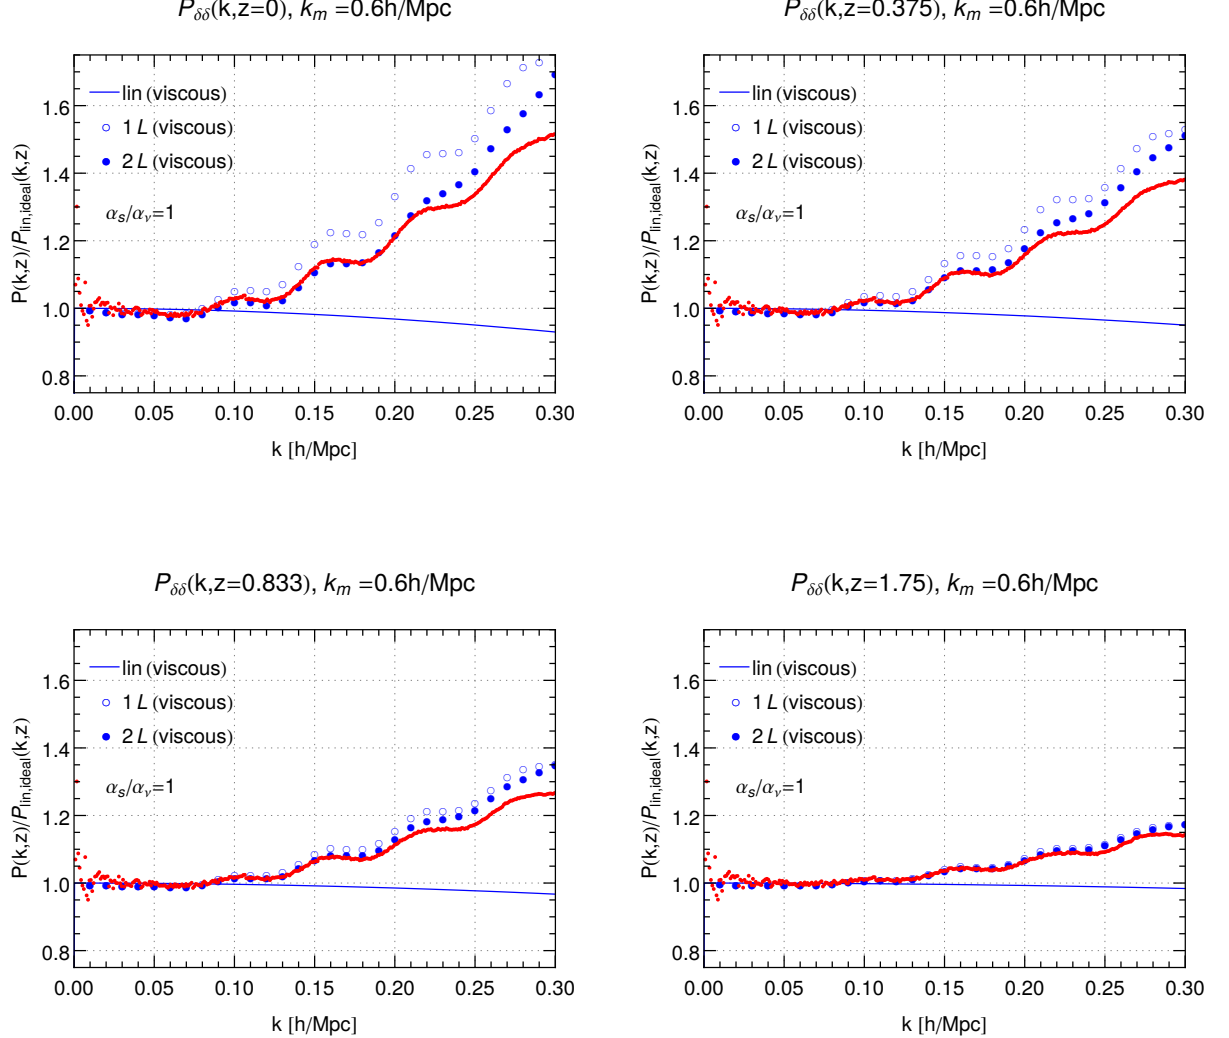 P_δδ(k,z=0), k_m =0.6h/Mpc
P(k,z)/P_lin,ideal(k,z)
1.6
1.4
1.2
1.0
0.8
lin (viscous)
1 L (viscous)
2 L (viscous)
α_s/α_ν=1
0.00 0.05 0.10 0.15 0.20 0.25 0.30
k [h/Mpc]
P_δδ(k,z=0.375), k_m =0.6h/Mpc
P(k,z)/P_lin,ideal(k,z)
1.6
1.4
1.2
1.0
0.8
lin (viscous)
1 L (viscous)
2 L (viscous)
α_s/α_ν=1
0.00 0.05 0.10 0.15 0.20 0.25 0.30
k [h/Mpc]
P_δδ(k,z=0.833), k_m =0.6h/Mpc
P(k,z)/P_lin,ideal(k,z)
1.6
1.4
1.2
1.0
0.8
lin (viscous)
1 L (viscous)
2 L (viscous)
α_s/α_ν=1
0.00 0.05 0.10 0.15 0.20 0.25 0.30
k [h/Mpc]
P_δδ(k,z=1.75), k_m =0.6h/Mpc
P(k,z)/P_lin,ideal(k,z)
1.6
1.4
1.2
1.0
0.8
lin (viscous)
1 L (viscous)
2 L (viscous)
α_s/α_ν=1
0.00 0.05 0.10 0.15 0.20 0.25 0.30
k [h/Mpc]